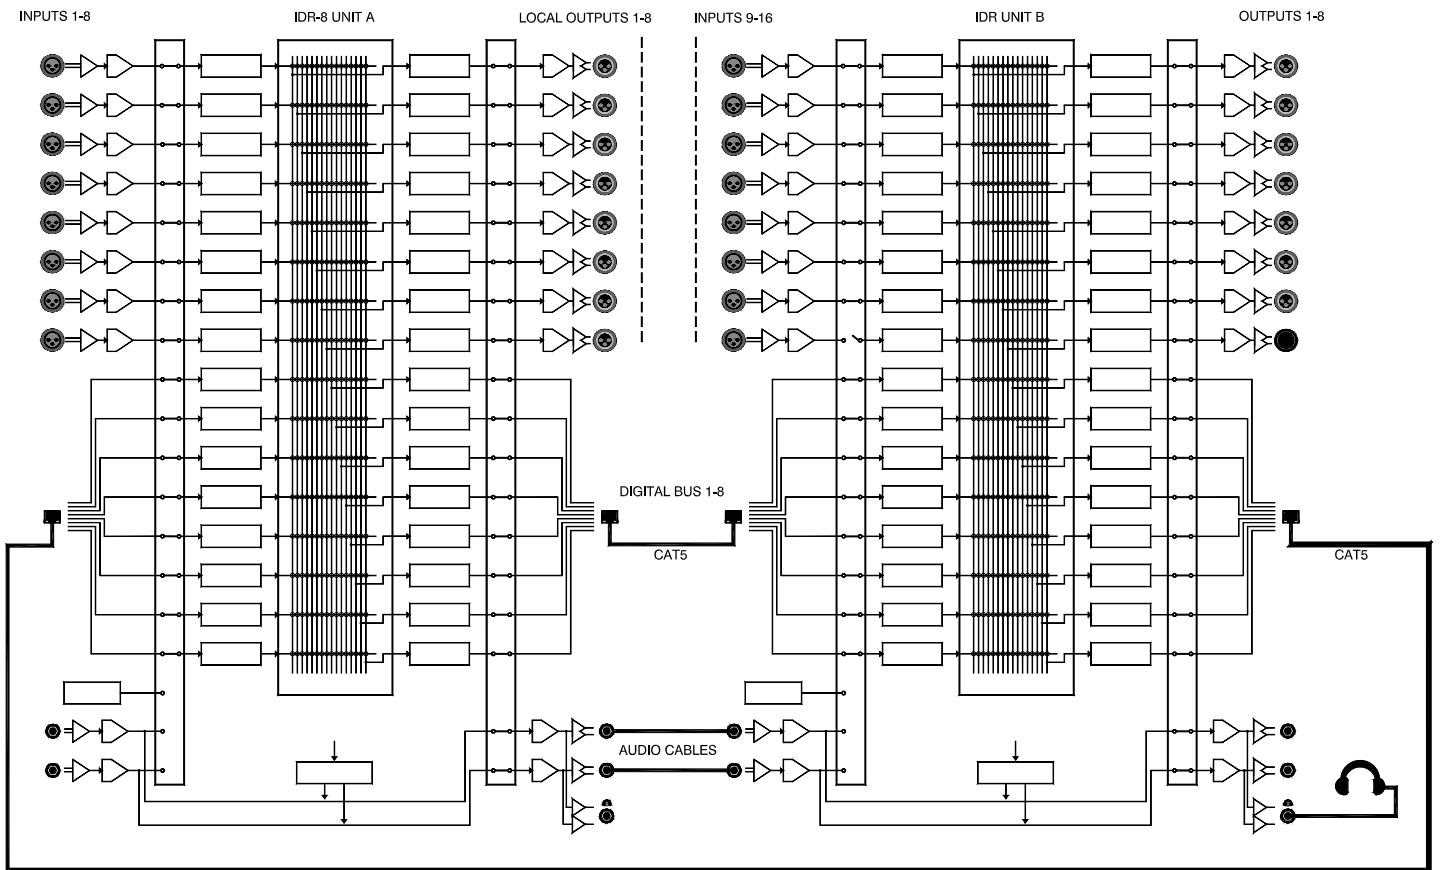 INPUTS 1-8
IDR-8 UNIT A
LOCAL OUTPUTS 1-8
INPUTS 9-16
IDR UNIT B
OUTPUTS 1-8
DIGITAL BUS 1-8
CAT5
CAT5
AUDIO CABLES